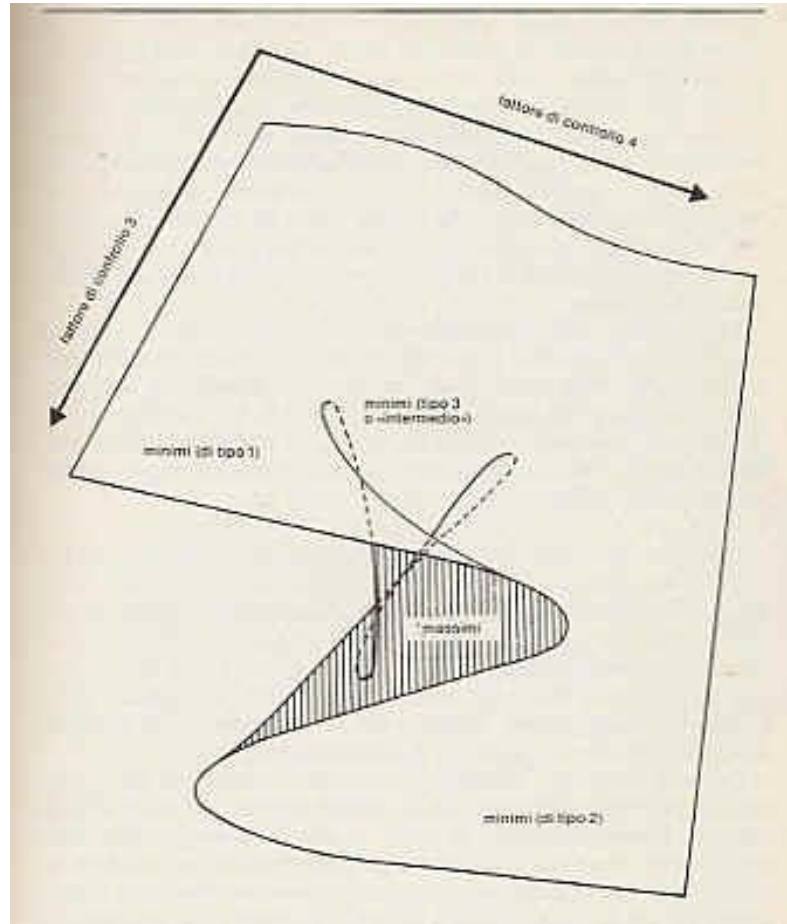 fattore di controllo 4
fattore di controllo 3
minimi (tipo 3
o «intermedio»)
minimi (di tipo 1)
massimi
minimi (di tipo 2)